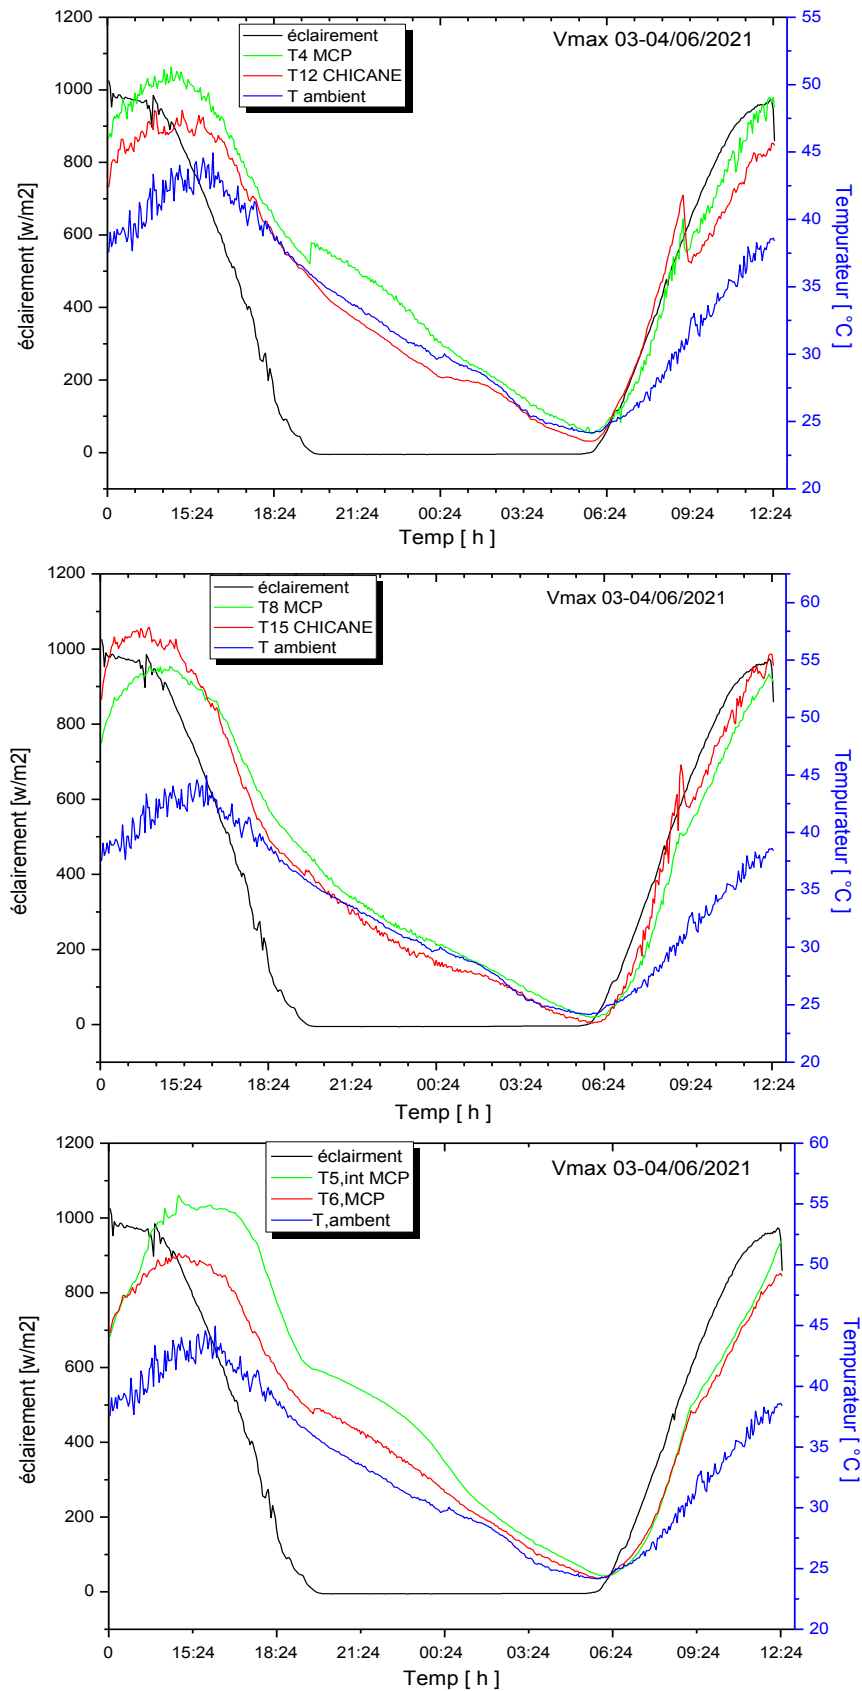 Vmax 03-04/06/2021
éclairement
T4 MCP
T12 CHICANE
T ambient
1200
1000
800
600
400
200
0
éclairement [w/m2]
55
50
45
40
35
30
25
20
Tempurateur [ °C]
0 15:24 18:24 21:24 00:24 03:24 06:24 09:24 12:24
Temp [ h ]
Vmax 03-04/06/2021
éclairement
T8 MCP
T15 CHICANE
T ambient
1200
1000
800
600
400
200
0
éclairement [w/m2]
60
55
50
45
40
35
30
25
20
Tempurateur [ °C]
0 15:24 18:24 21:24 00:24 03:24 06:24 09:24 12:24
Temp [ h ]
Vmax 03-04/06/2021
éclairment
T5,int MCP
T6,MCP
T,ambent
1200
1000
800
600
400
200
0
éclairement [w/m2]
60
55
50
45
40
35
30
25
20
Tempurateur [ °C]
0 15:24 18:24 21:24 00:24 03:24 06:24 09:24 12:24
Temp [ h ]